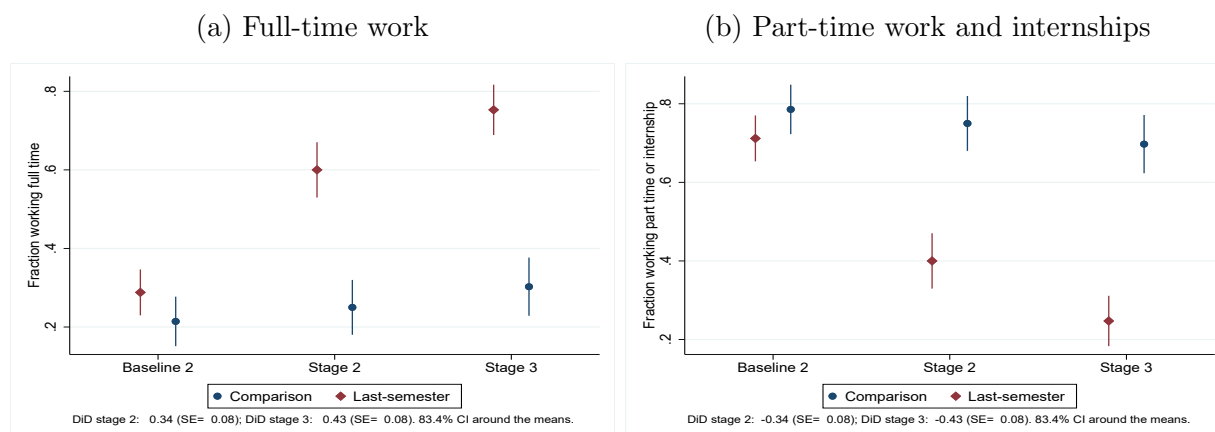 (a) Full-time work
Fraction working full time
.8
.6
.4
.2
Baseline 2
Stage 2
Stage 3
Comparison
Last-semester
DiD stage 2: 0.34 (SE= 0.08); DiD stage 3: 0.43 (SE= 0.08). 83.4% CI around the means.
(b) Part-time work and internships
Fraction working part time or internship
.8
.6
.4
.2
Baseline 2
Stage 2
Stage 3
Comparison
Last-semester
DiD stage 2: -0.34 (SE= 0.08); DiD stage 3: -0.43 (SE= 0.08). 83.4% CI around the means.